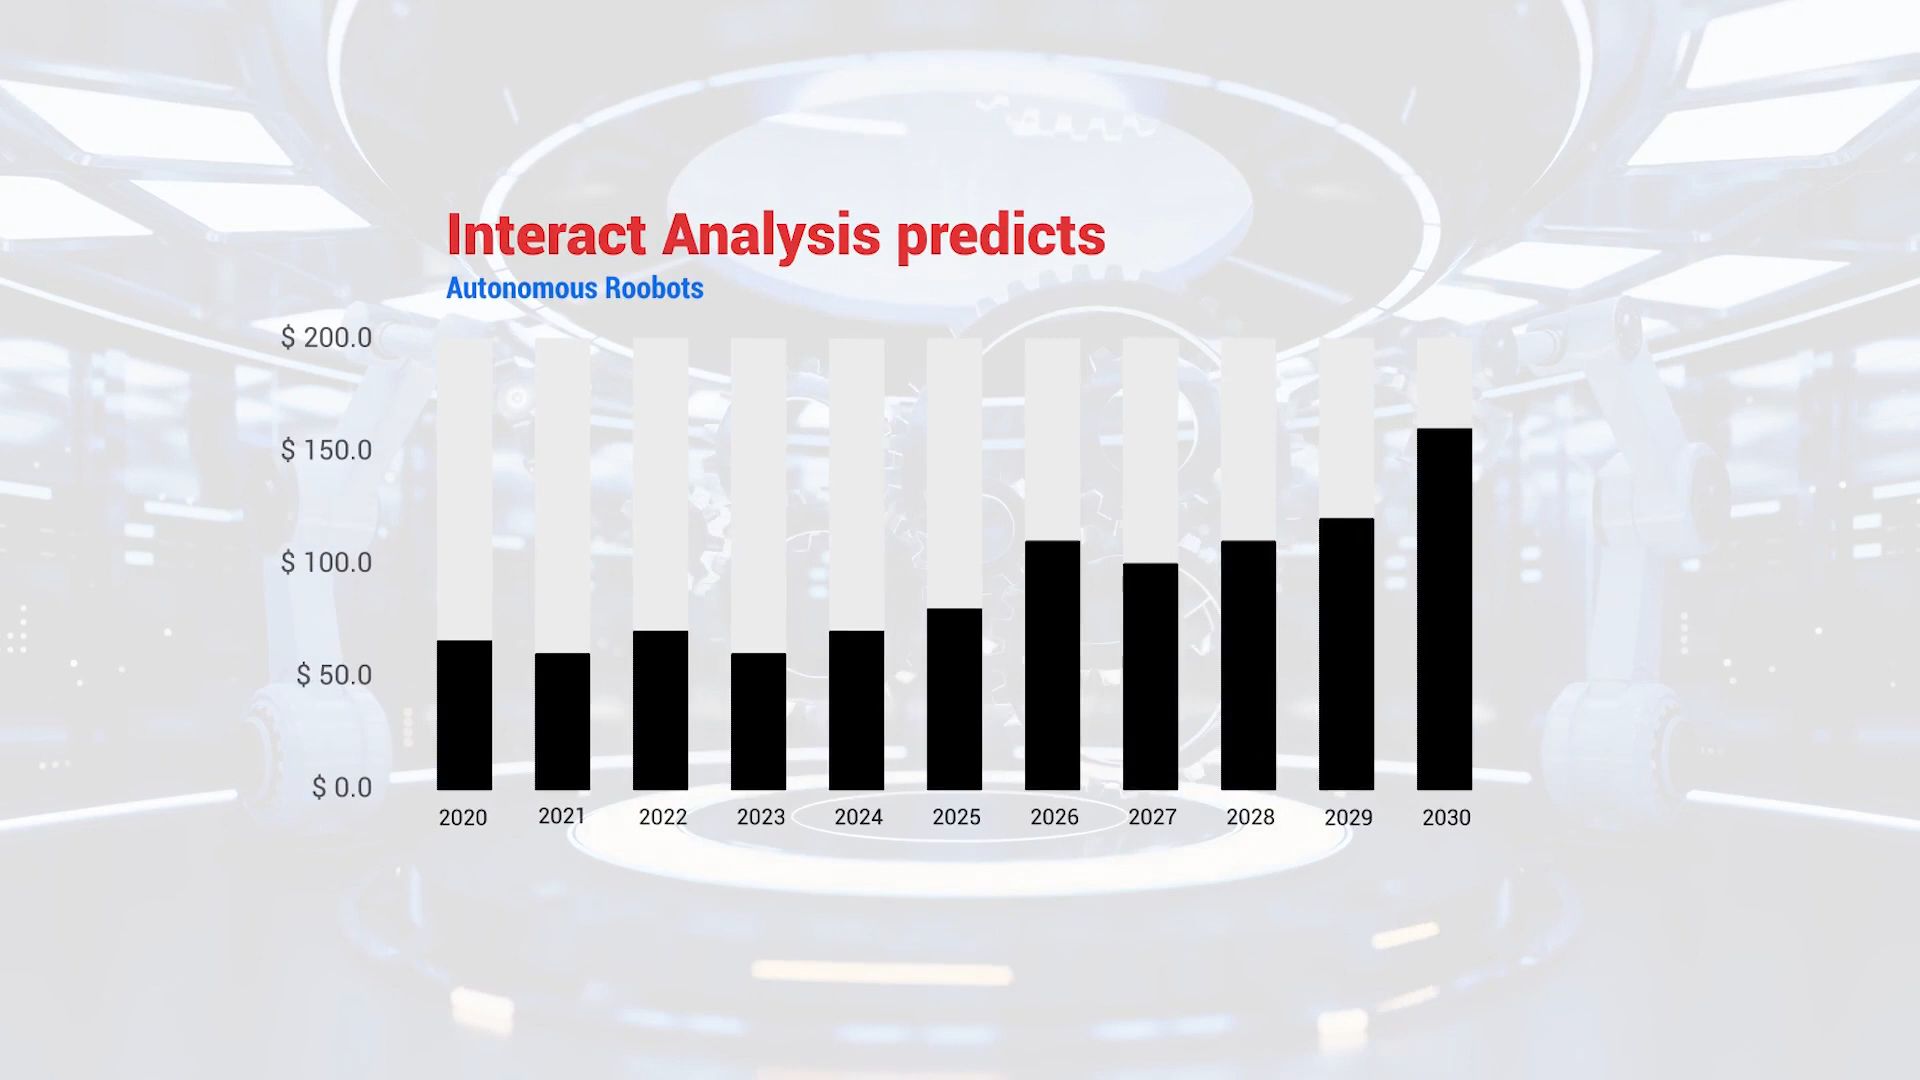 Interact Analysis predicts
Autonomous Roobots
$ 200.0
$ 150.0
$ 100.0
$ 50.0
$ 0.0
2020 2021 2022 2023 2024 2025 2026 2027 2028 2029 2030